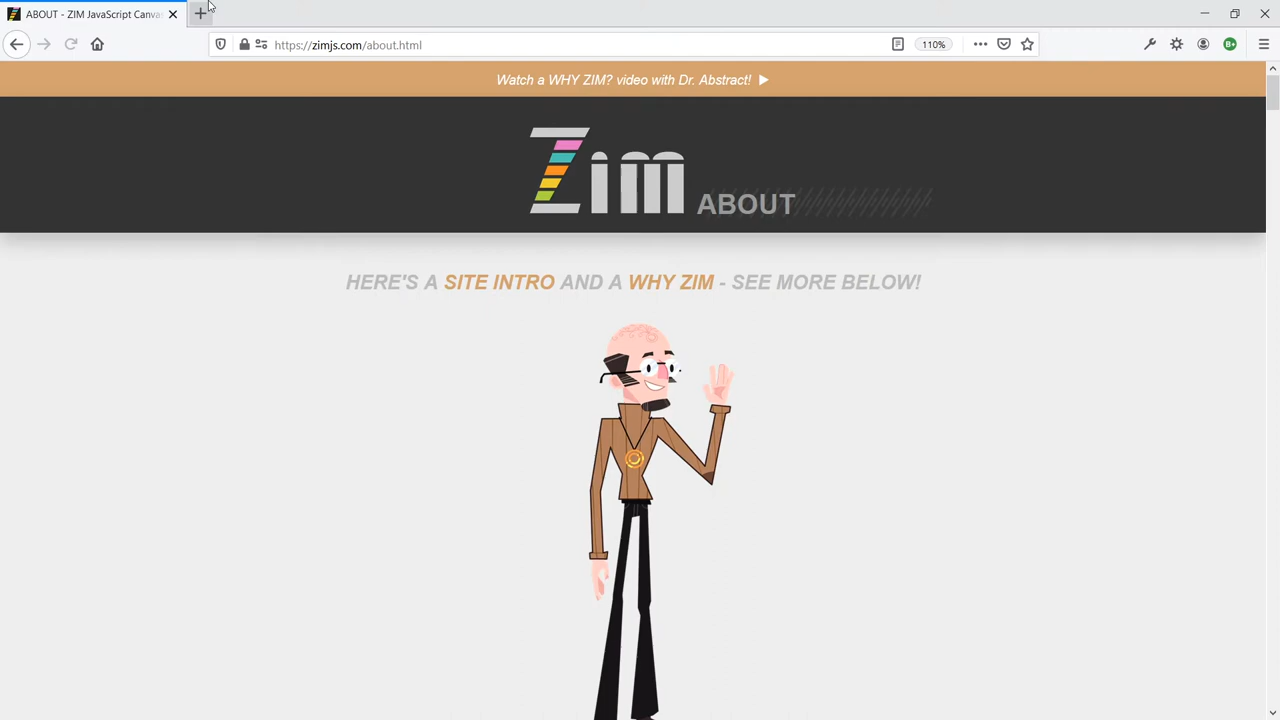 ABOUT - ZIM JavaScript Canva
https://zimjs.com/about.html
110%
Watch a WHY ZIM? video with Dr. Abstract!
Zim ABOUT
HERE'S A SITE INTRO AND A WHY ZIM - SEE MORE BELOW!